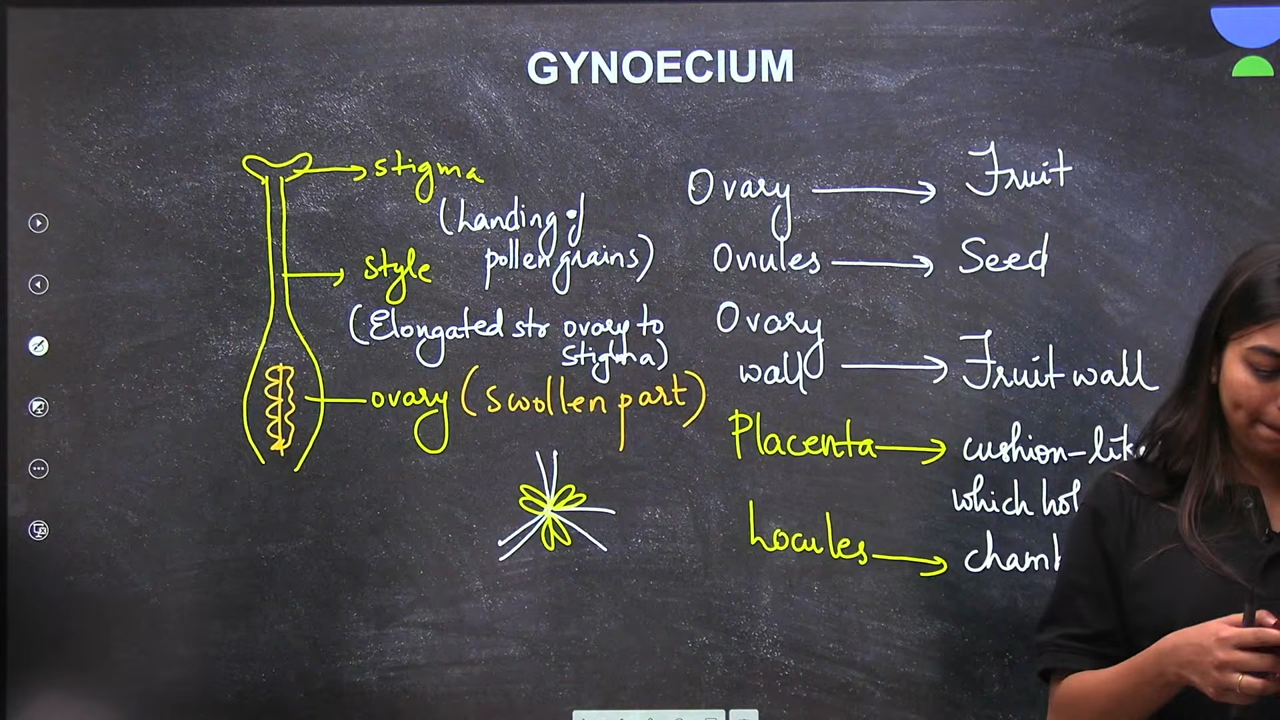 GYNOECIUM
stigma
(Landing of
pollen grains)
style
(Elongated str ovary to
stigma)
ovary (swollen part)
Ovary → Fruit
Ovules → Seed
Ovary
wall → Fruit wall
Placenta → cushion-lik
which hol
Locules → chamb